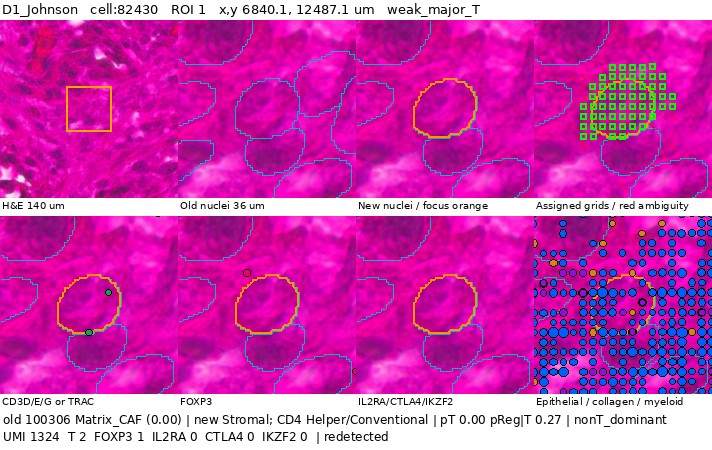 D1_Johnson cell:82430 ROI 1 x,y 6840.1, 12487.1 um weak_major_T
H&E 140 um
Old nuclei 36 um
New nuclei / focus orange
Assigned grids / red ambiguity
CD3D/E/G or TRAC
FOXP3
IL2RA/CTLA4/IKZF2
Epithelial / collagen / myeloid
old 100306 Matrix_CAF (0.00) | new Stromal; CD4 Helper/Conventional | pT 0.00 pReg|T 0.27 | nonT_dominant
UMI 1324 T 2 FOXP3 1 IL2RA 0 CTLA4 0 IKZF2 0 | redetected